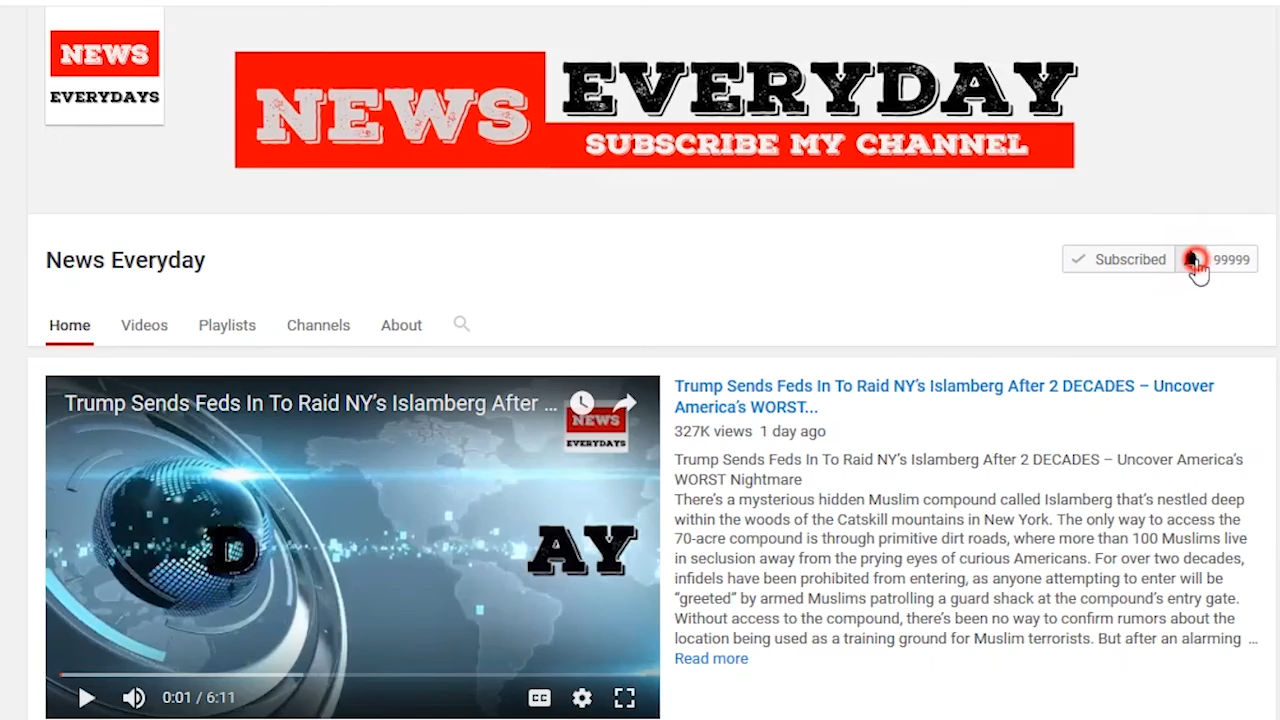 NEWS
EVERYDAYS
NEWS
EVERYDAY
SUBSCRIBE MY CHANNEL
News Everyday
Subscribed
99999
Home Videos Playlists Channels About
Trump Sends Feds In To Raid NY's Islamberg After ...
NEWS
EVERYDAYS
D
AY
0:01 / 6:11
CC
Trump Sends Feds In To Raid NY's Islamberg After 2 DECADES – Uncover
America's WORST...
327K views 1 day ago
Trump Sends Feds In To Raid NY's Islamberg After 2 DECADES – Uncover America's
WORST Nightmare
There's a mysterious hidden Muslim compound called Islamberg that's nestled deep
within the woods of the Catskill mountains in New York. The only way to access the
70-acre compound is through primitive dirt roads, where more than 100 Muslims live
in seclusion away from the prying eyes of curious Americans. For over two decades,
infidels have been prohibited from entering, as anyone attempting to enter will be
“greeted” by armed Muslims patrolling a guard shack at the compound's entry gate.
Without access to the compound, there's been no way to confirm rumors about the
location being used as a training ground for Muslim terrorists. But after an alarming ...
Read more